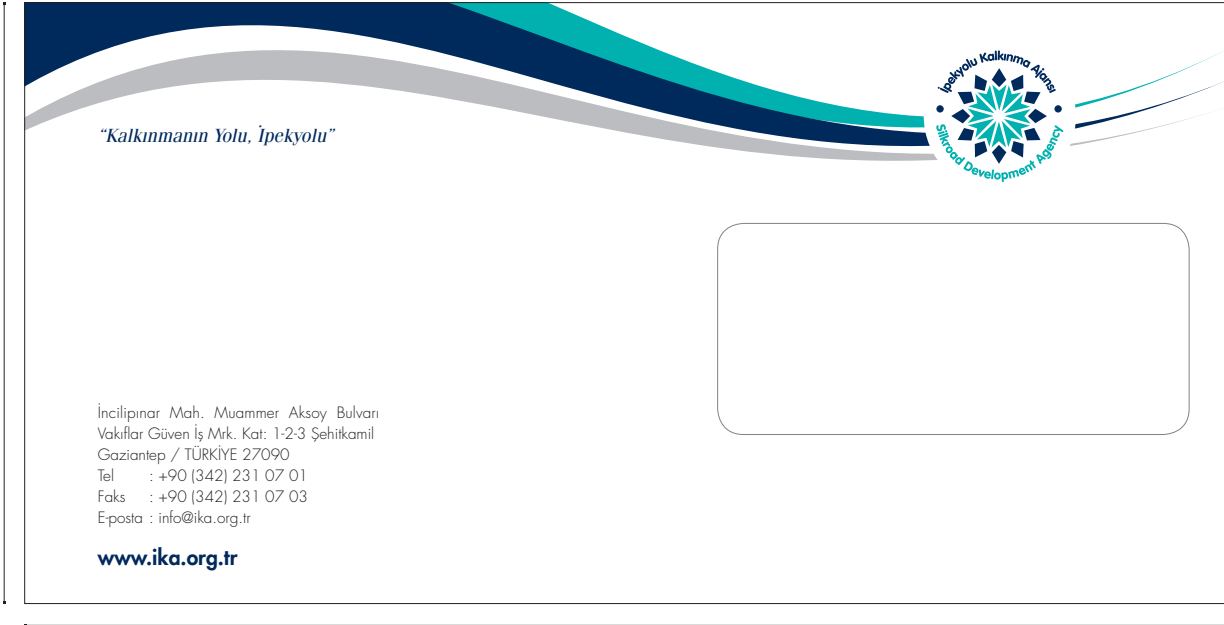 İpekyolu Kalkınma Ajansı
Silkroad Development Agency
“Kalkınmanın Yolu, İpekyolu”
İncilipınar Mah. Muammer Aksoy Bulvarı
Vakıflar Güven İş Mrk. Kat: 1-2-3 Şehitkamil
Gaziantep / TÜRKİYE 27090
Tel : +90 (342) 231 07 01
Faks : +90 (342) 231 07 03
E-posta : info@ika.org.tr
www.ika.org.tr